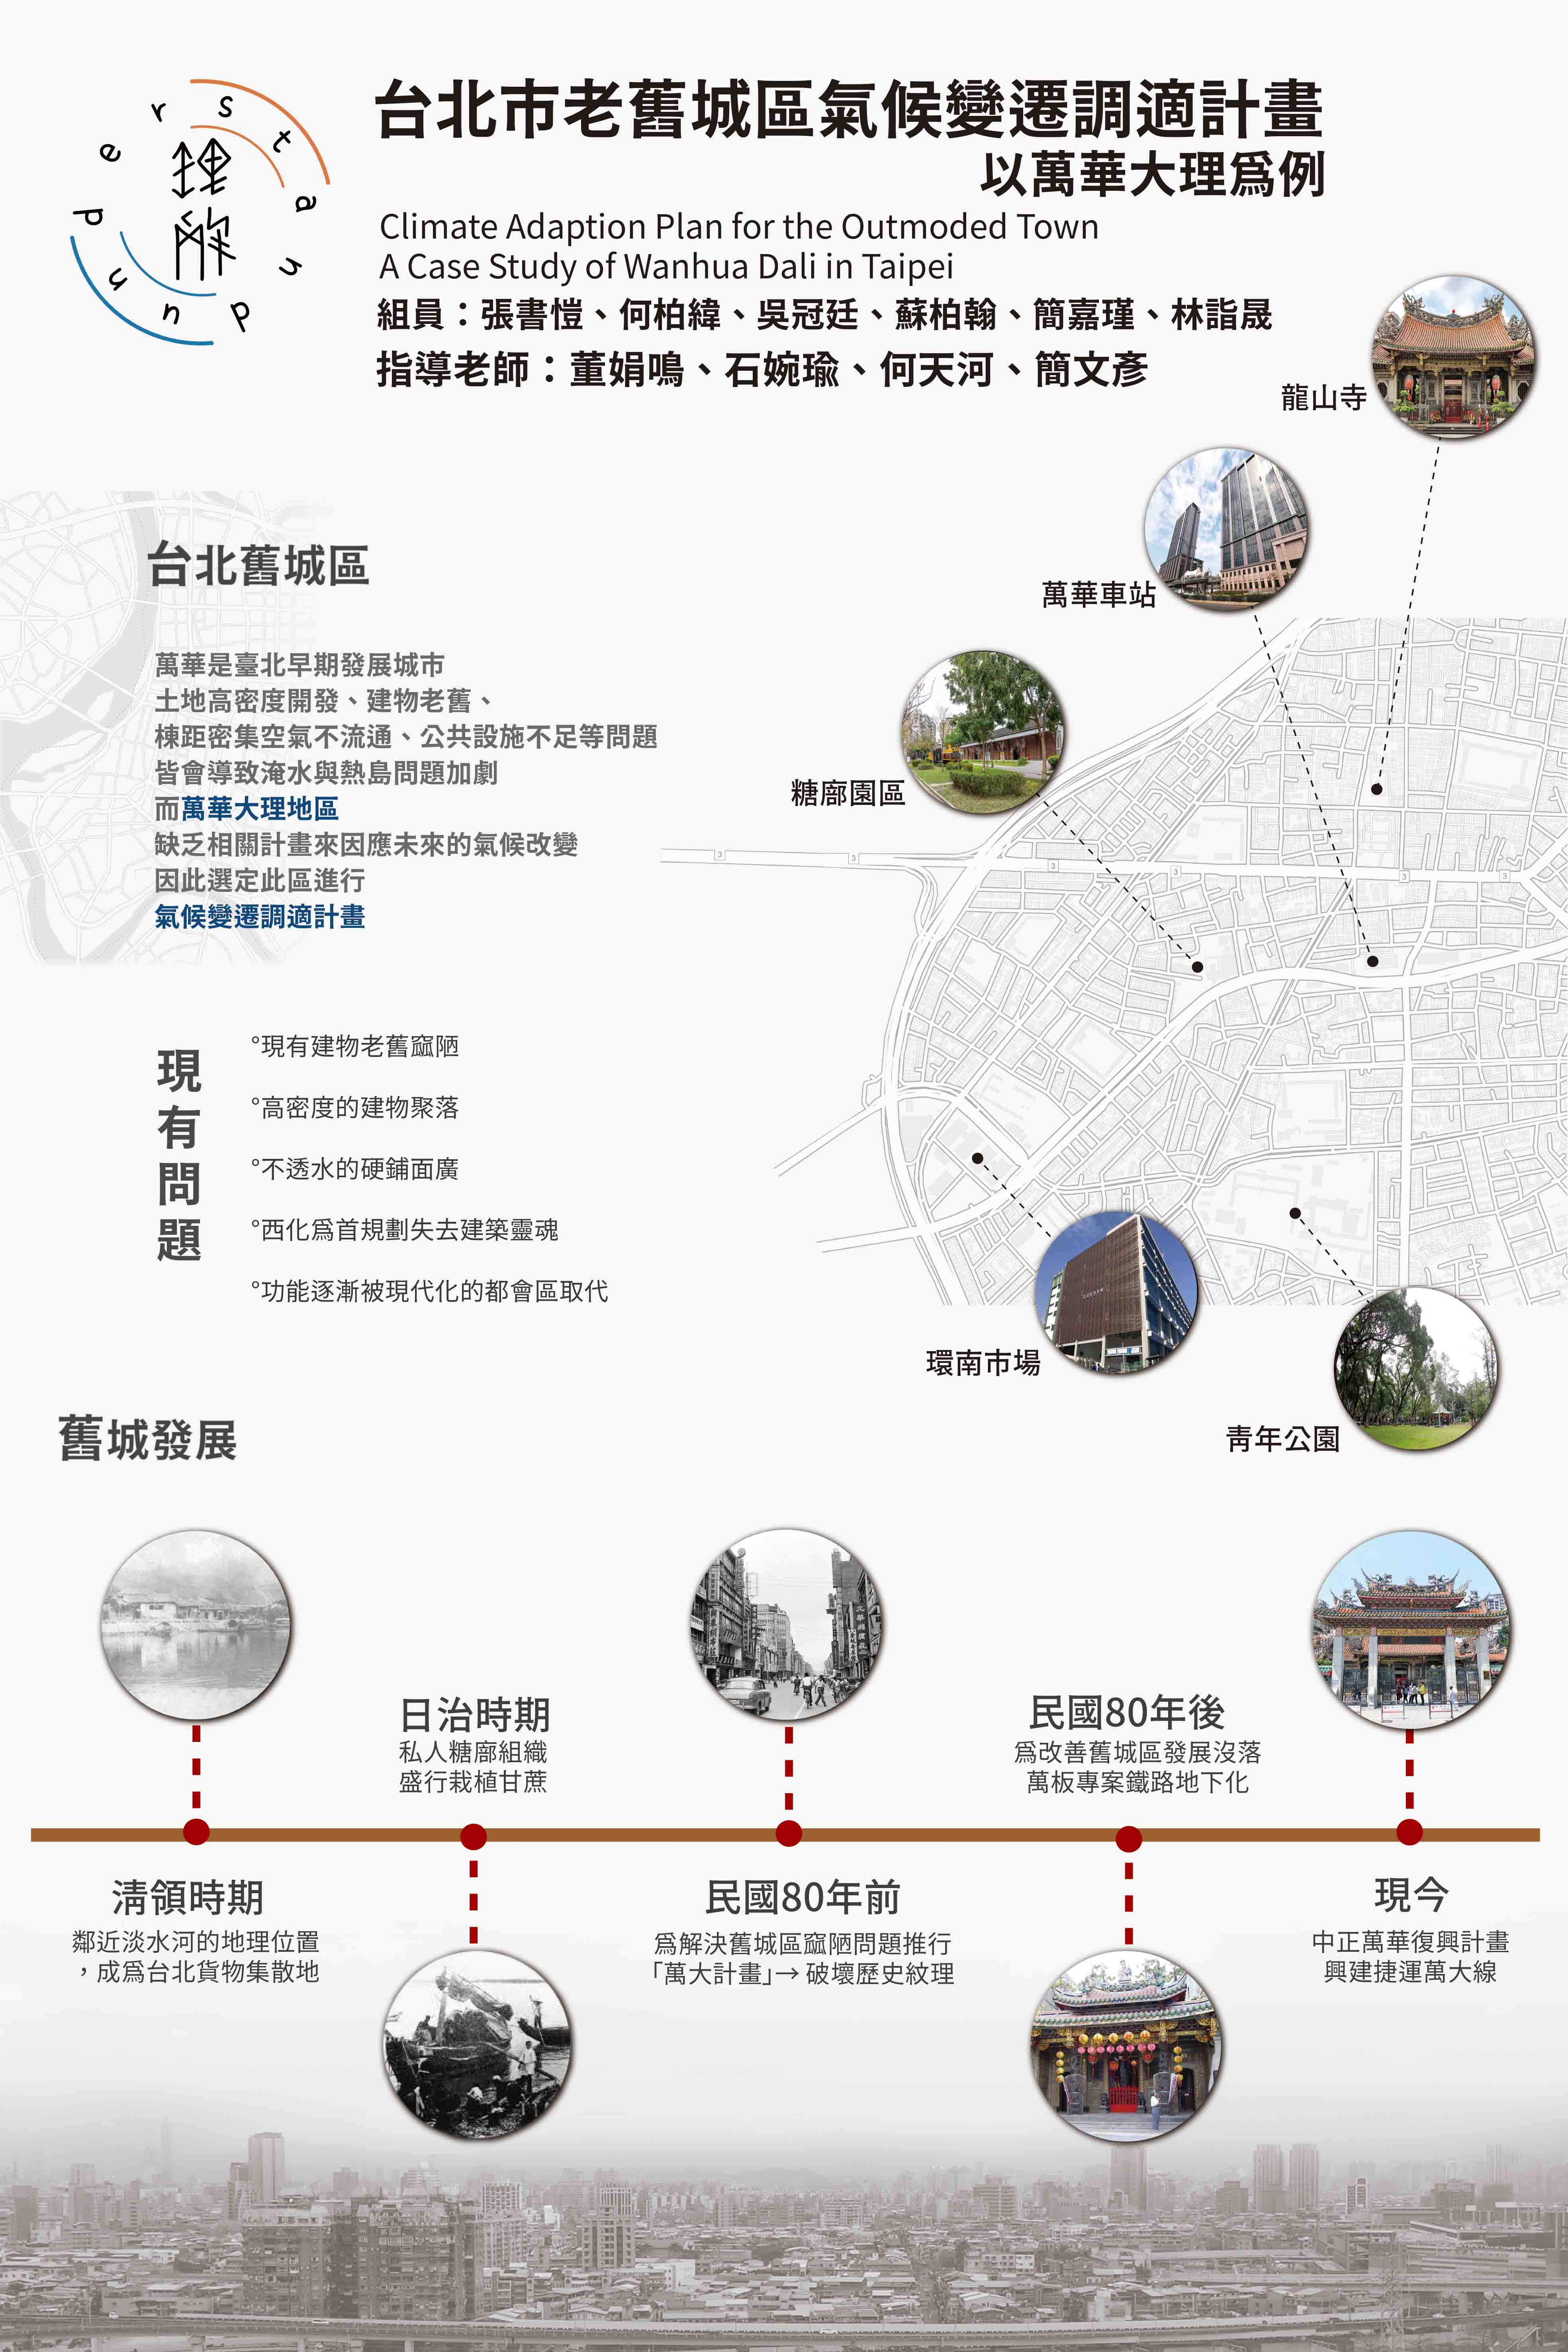 understand
理解
台北市老舊城區氣候變遷調適計畫
以萬華大理爲例
Climate Adaption Plan for the Outmoded Town
A Case Study of Wanhua Dali in Taipei
組員：張書愷、何柏緯、吳冠廷、蘇柏翰、簡嘉瑾、林詣晟
指導老師：董娟鳴、石婉瑜、何天河、簡文彥
龍山寺
萬華車站
糖廍園區
台北舊城區
萬華是臺北早期發展城市
土地高密度開發、建物老舊、
棟距密集空氣不流通、公共設施不足等問題
皆會導致淹水與熱島問題加劇
而萬華大理地區
缺乏相關計畫來因應未來的氣候改變
因此選定此區進行
氣候變遷調適計畫
3
3
3
3
3
3
現有問題
°現有建物老舊窳陋
°高密度的建物聚落
°不透水的硬鋪面廣
°西化爲首規劃失去建築靈魂
°功能逐漸被現代化的都會區取代
環南市場
靑年公園
舊城發展
日治時期
私人糖廍組織
盛行栽植甘蔗
民國80年後
爲改善舊城區發展沒落
萬板專案鐵路地下化
淸領時期
鄰近淡水河的地理位置
，成爲台北貨物集散地
民國80年前
爲解決舊城區窳陋問題推行
「萬大計畫」→ 破壞歷史紋理
現今
中正萬華復興計畫
興建捷運萬大線